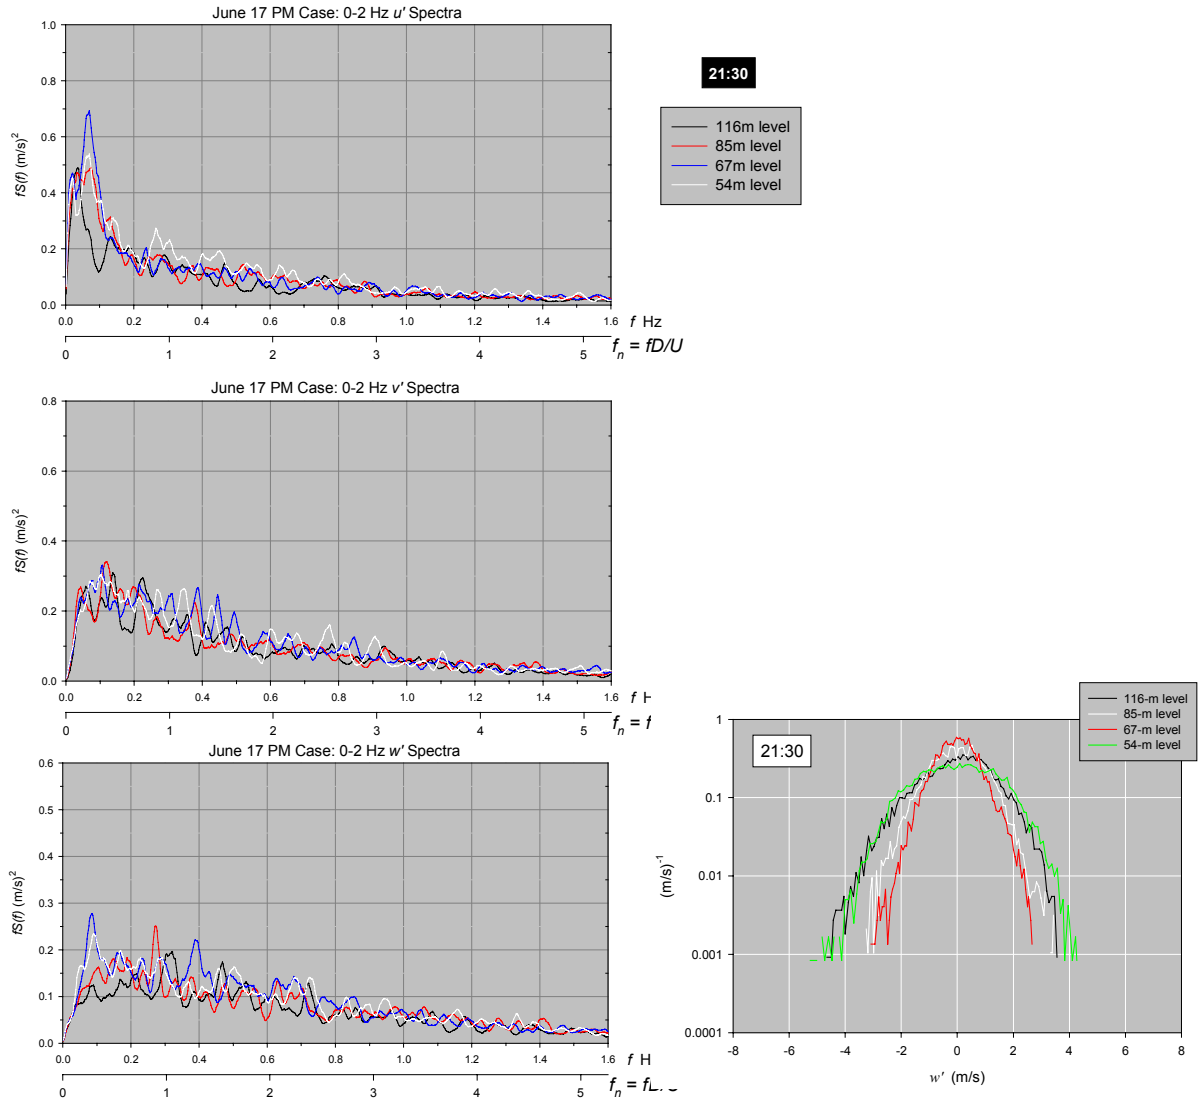 June 17 PM Case: 0-2 Hz u' Spectra
1.0
0.8
0.6
0.4
0.2
0.0
fS(f) (m/s)2
0.0 0.2 0.4 0.6 0.8 1.0 1.2 1.4 1.6
f Hz
0 1 2 3 4 5
fn = fD/U
21:30
116m level
85m level
67m level
54m level
June 17 PM Case: 0-2 Hz v' Spectra
0.8
0.6
0.4
0.2
0.0
fS(f) (m/s)2
0.0 0.2 0.4 0.6 0.8 1.0 1.2 1.4 1.6
f H
0 1 2 3 4 5
fn = f
June 17 PM Case: 0-2 Hz w' Spectra
0.6
0.5
0.4
0.3
0.2
0.1
0.0
fS(f) (m/s)2
0.0 0.2 0.4 0.6 0.8 1.0 1.2 1.4 1.6
f H
0 1 2 3 4 5
fn =
116-m level
85-m level
67-m level
54-m level
21:30
1
0.1
0.01
0.001
0.0001
(m/s)-1
-8 -6 -4 -2 0 2 4 6 8
w' (m/s)